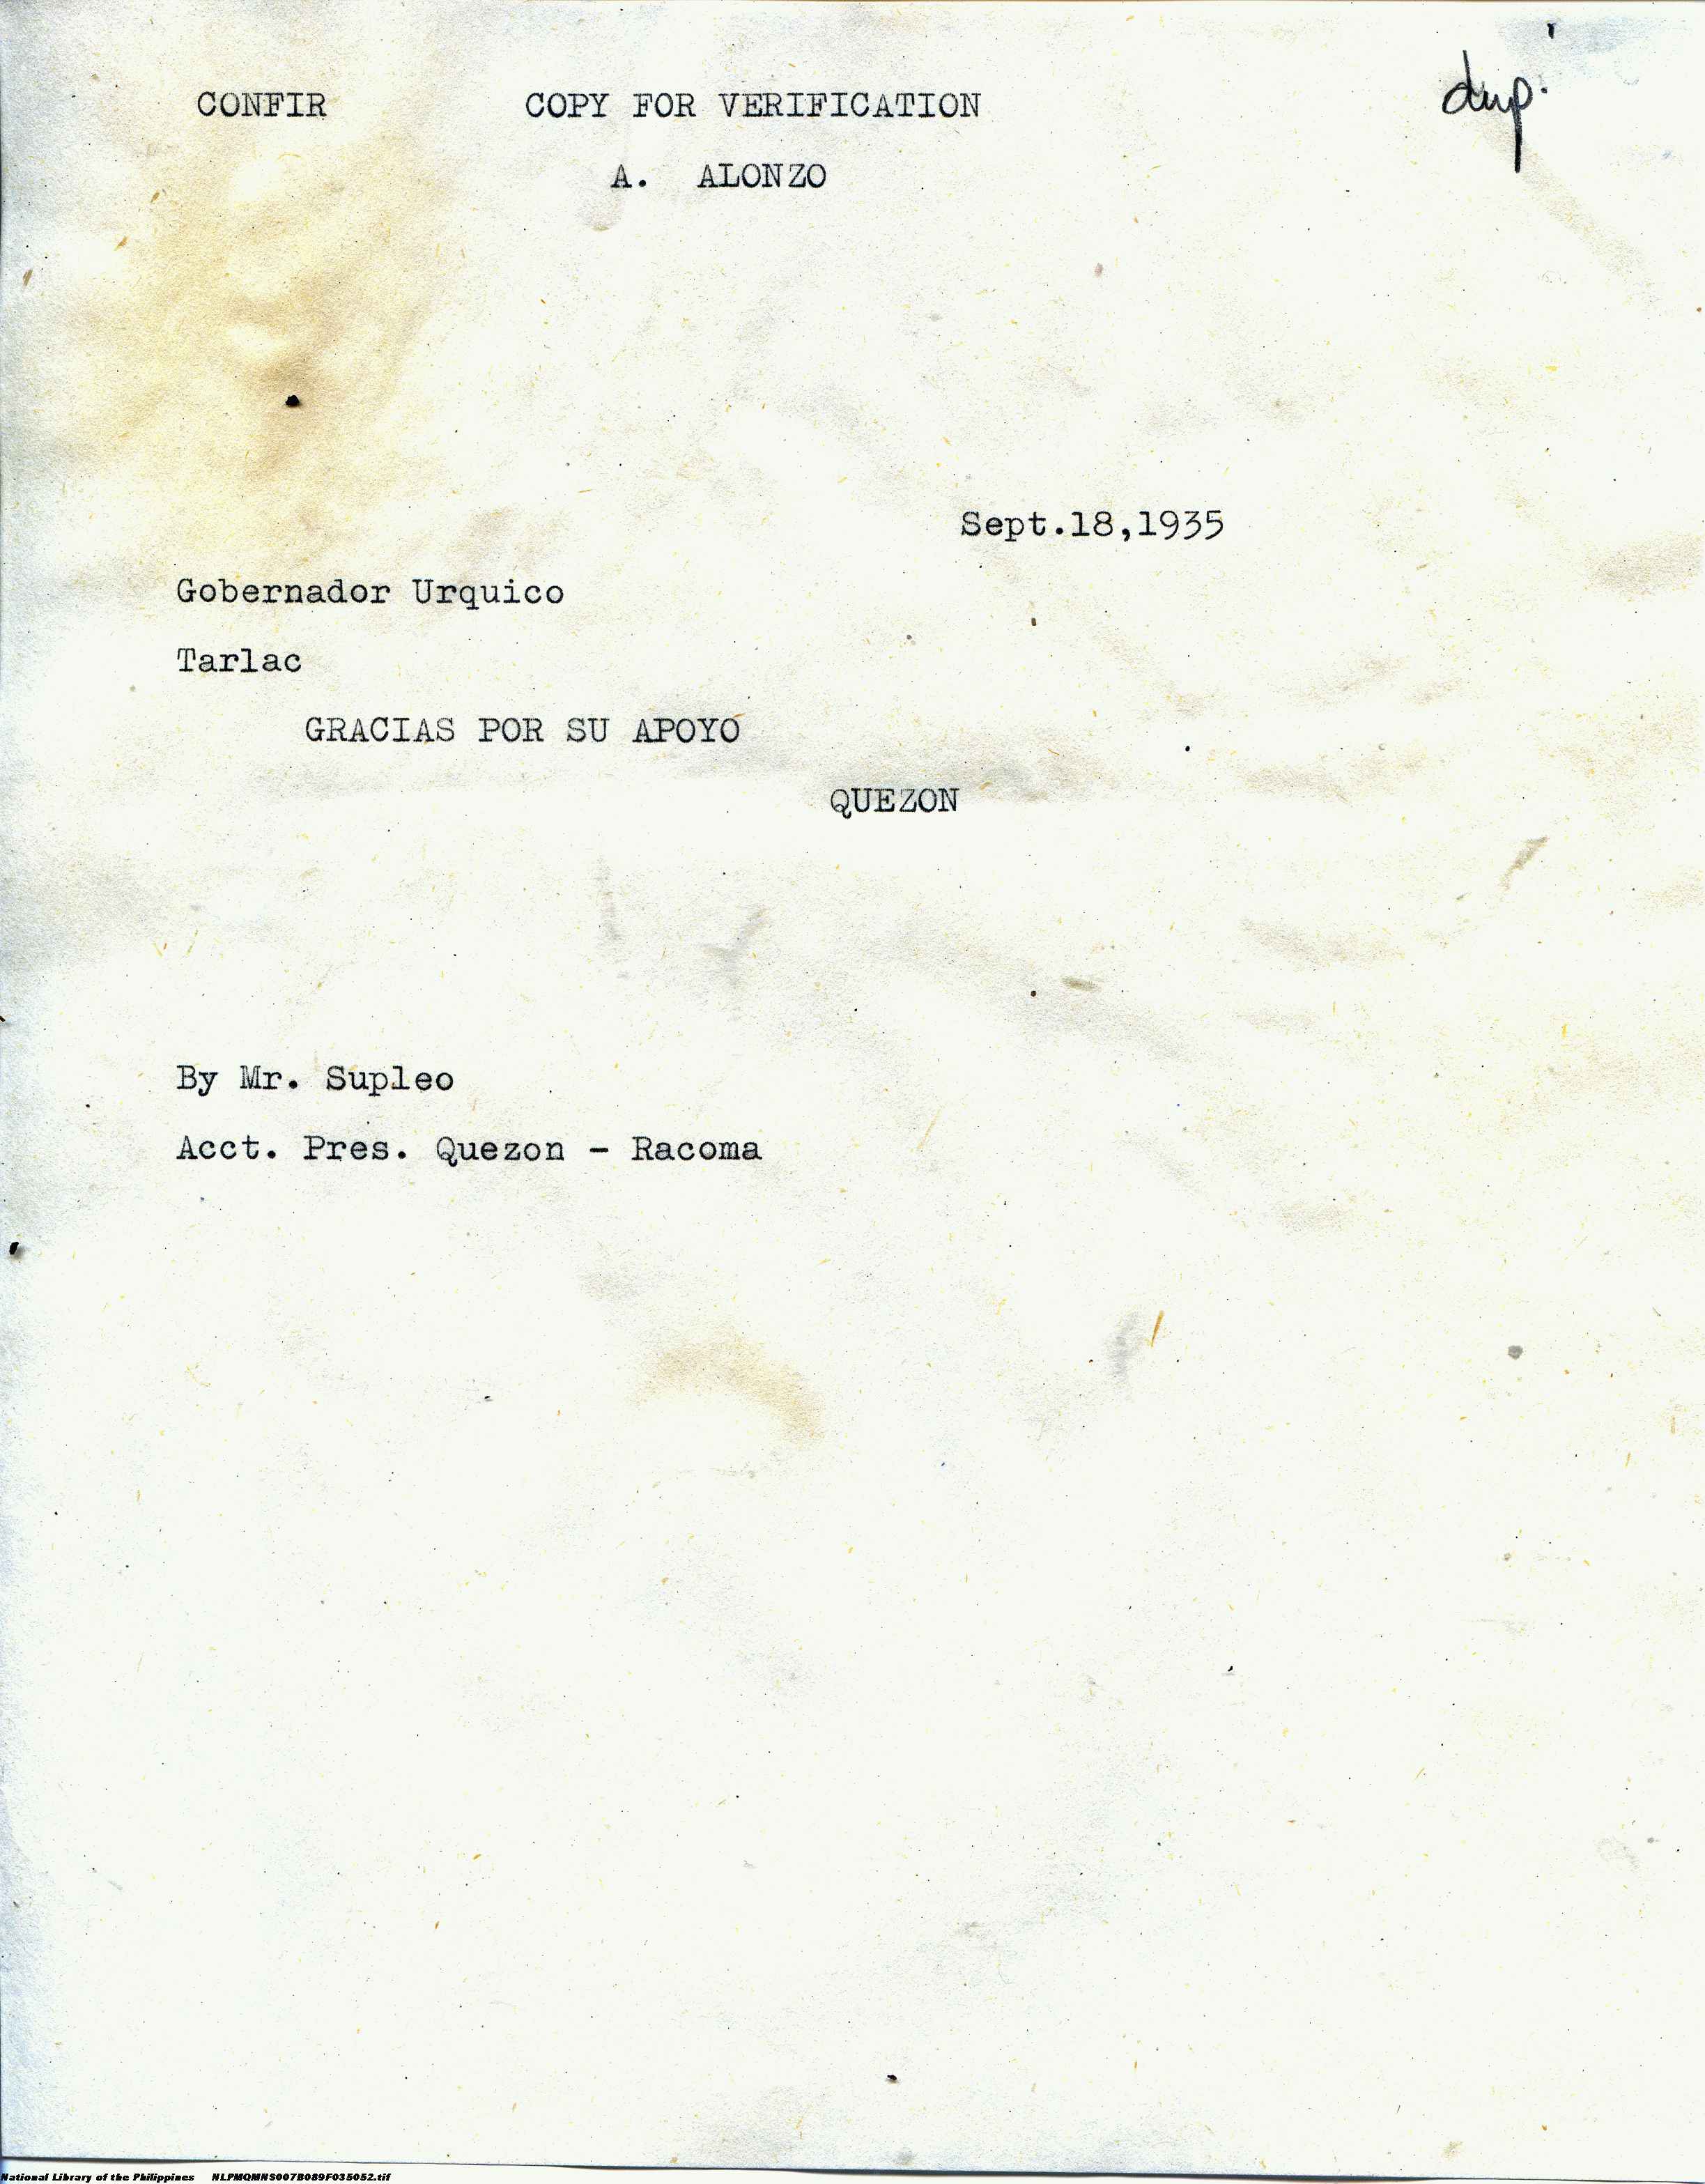 CONFIR COPY FOR VERIFICATION dup.
A. ALONZO
Sept.18,1935
Gobernador Urquico
Tarlac
GRACIAS POR SU APOYO
QUEZON
By Mr. Supleo
Acct. Pres. Quezon - Racoma
National Library of the Philippines NLPMQMNS007B089F035052.tif